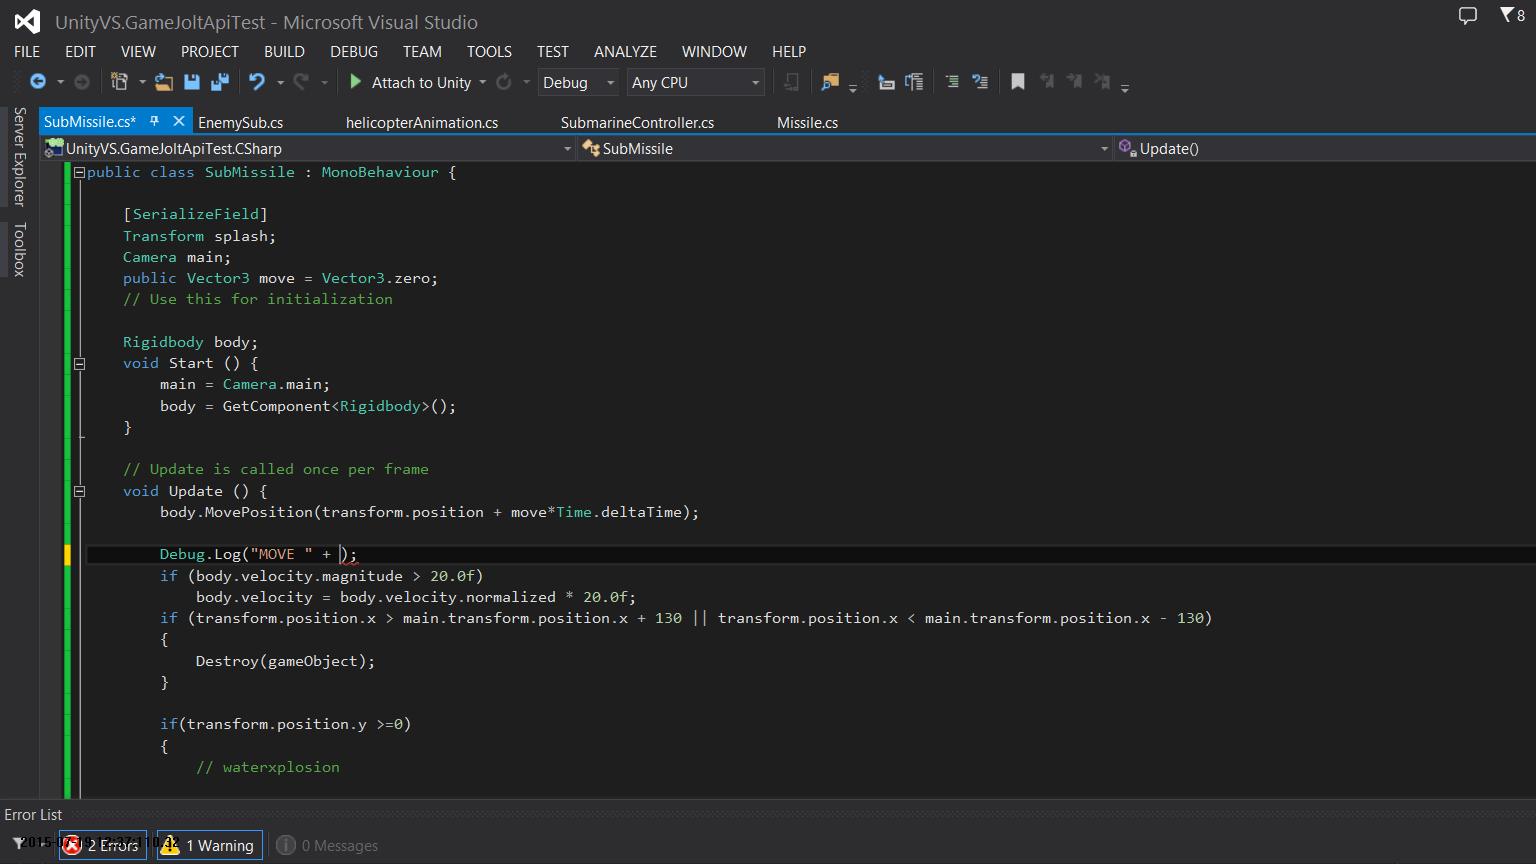 UnityVS.GameJoltApiTest - Microsoft Visual Studio
8
FILE EDIT VIEW PROJECT BUILD DEBUG TEAM TOOLS TEST ANALYZE WINDOW HELP
Attach to Unity Debug Any CPU
Server Explorer
Toolbox
SubMissile.cs* EnemySub.cs helicopterAnimation.cs SubmarineController.cs Missile.cs
UnityVS.GameJoltApiTest.CSharp SubMissile Update()
public class SubMissile : MonoBehaviour {
[SerializeField]
Transform splash;
Camera main;
public Vector3 move = Vector3.zero;
// Use this for initialization
Rigidbody body;
void Start () {
main = Camera.main;
body = GetComponent<Rigidbody>();
}
// Update is called once per frame
void Update () {
body.MovePosition(transform.position + move*Time.deltaTime);
Debug.Log("MOVE " + );
if (body.velocity.magnitude > 20.0f)
body.velocity = body.velocity.normalized * 20.0f;
if (transform.position.x > main.transform.position.x + 130 || transform.position.x < main.transform.position.x - 130)
{
Destroy(gameObject);
}
if(transform.position.y >=0)
{
// waterxplosion
Error List
2 Errors 1 Warning 0 Messages